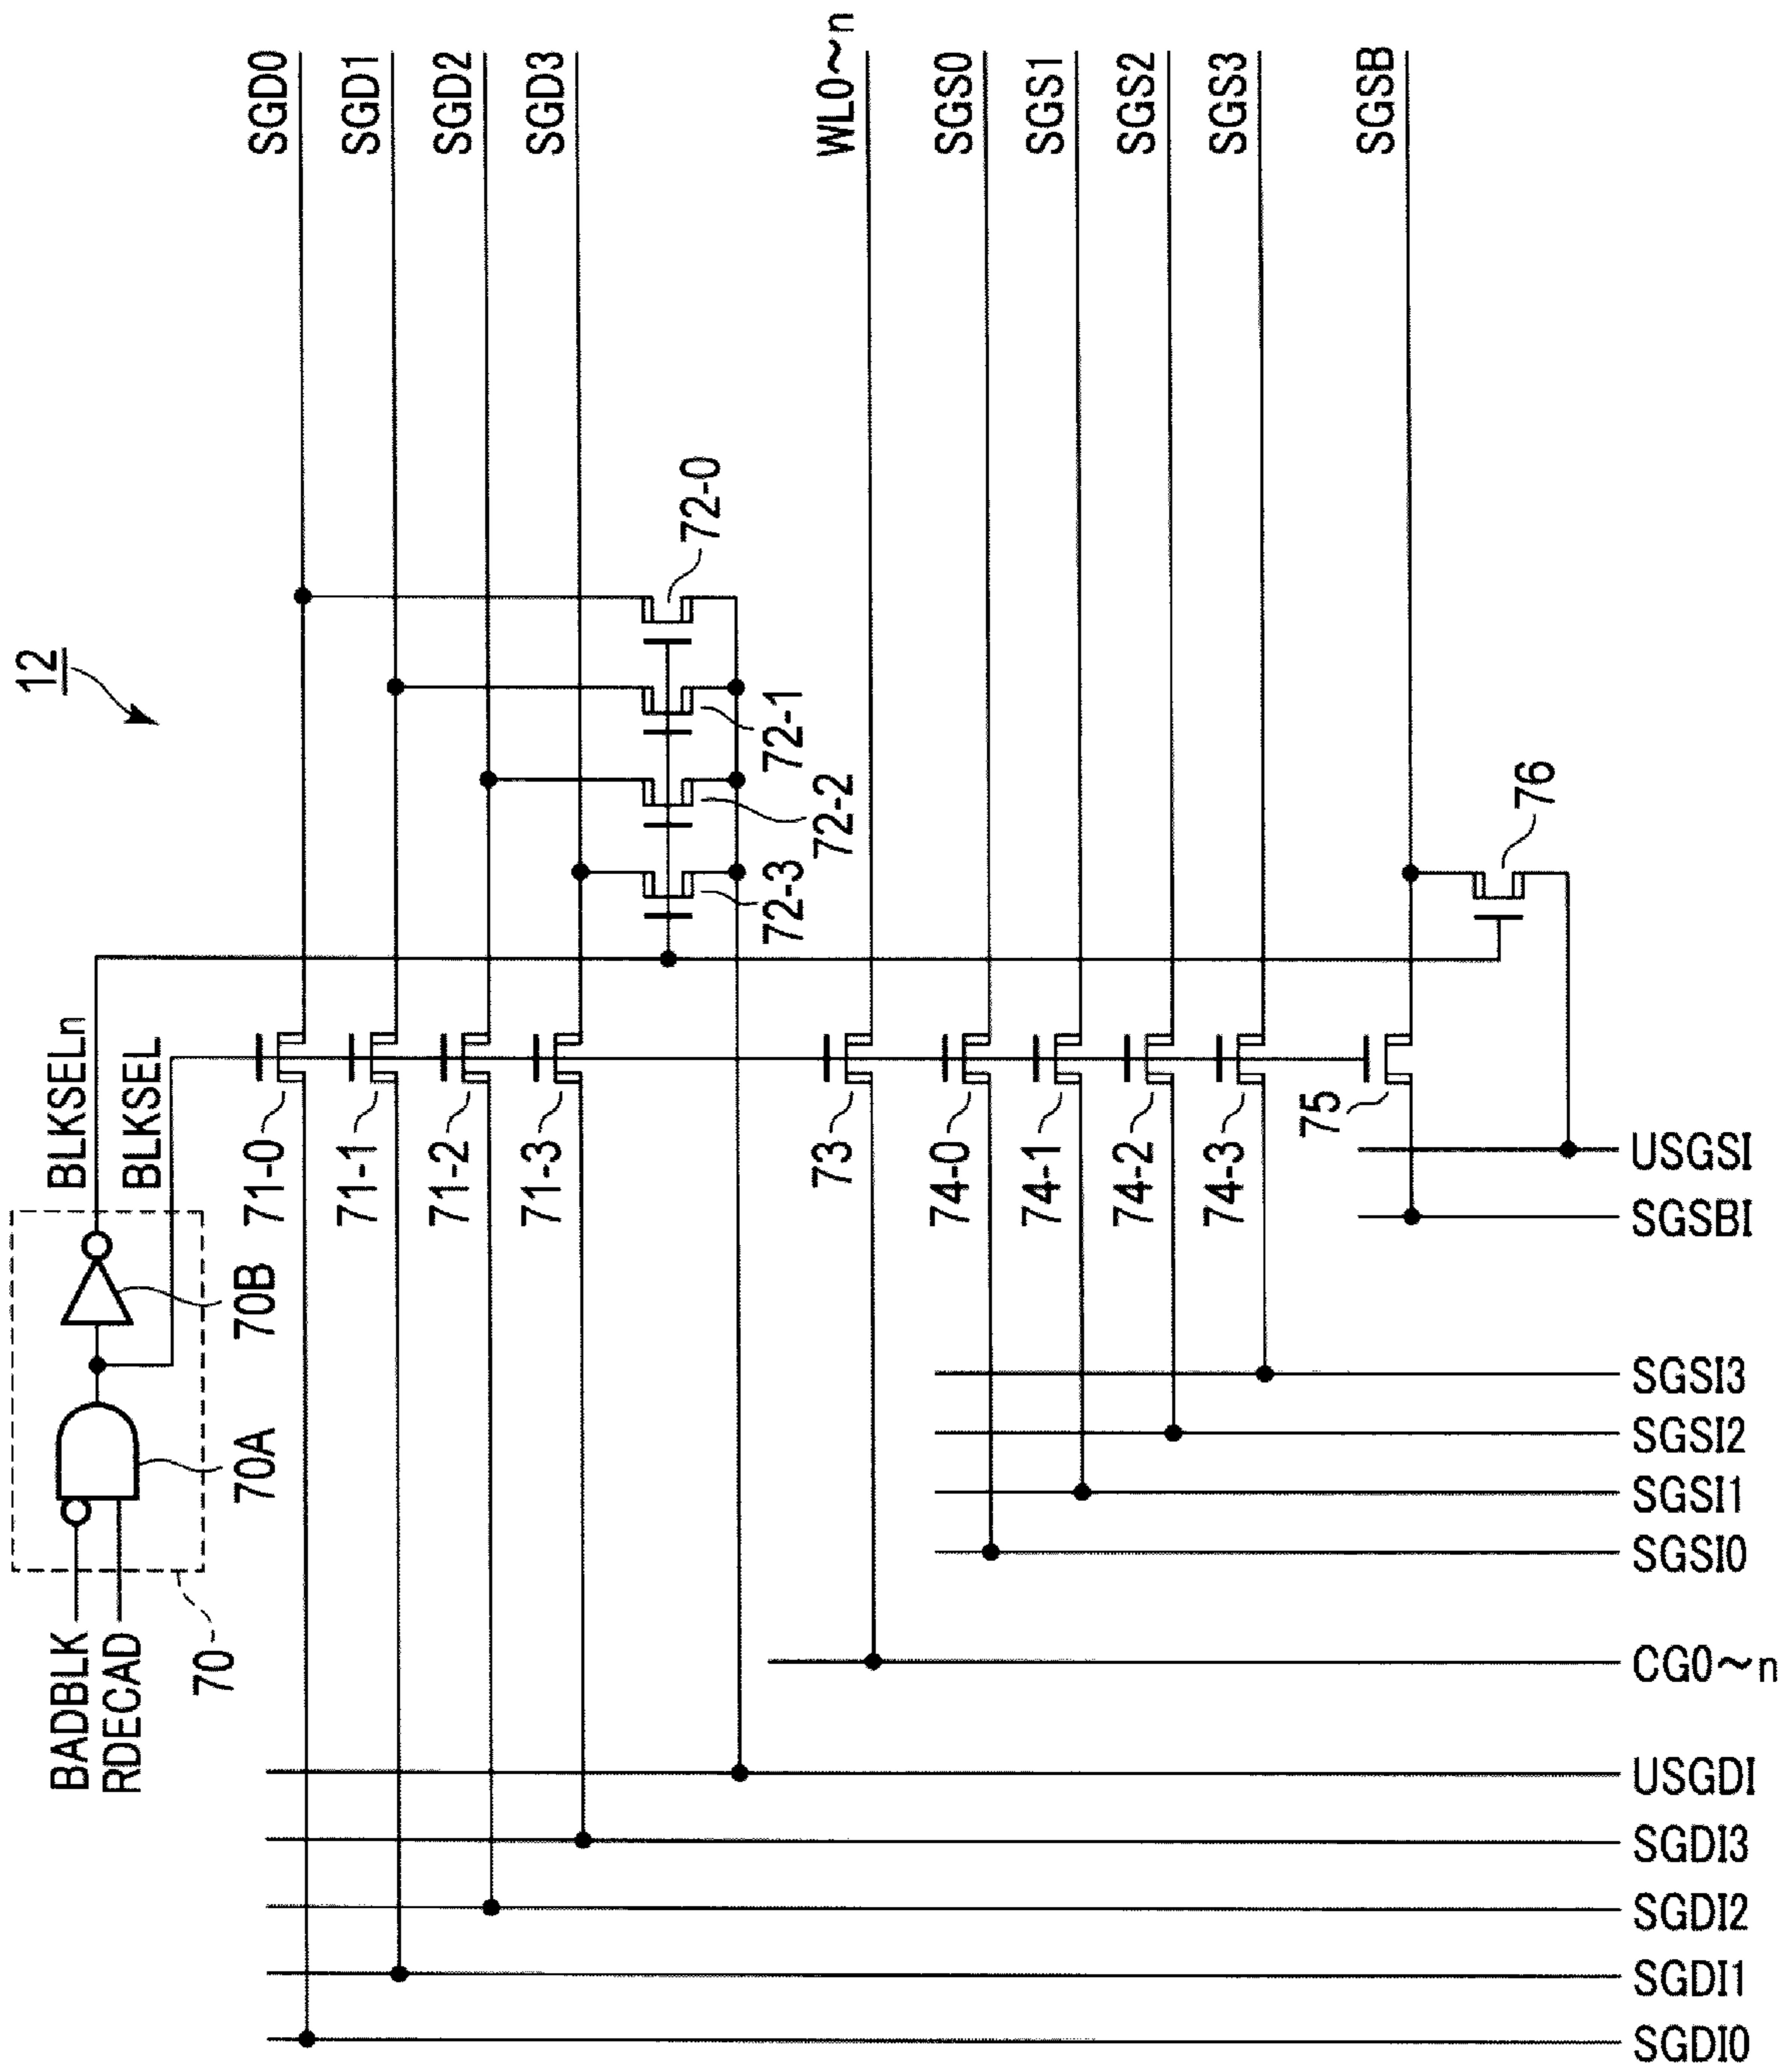 12
SGD0
SGD1
SGD2
SGD3
WL0~n
SGS0
SGS1
SGS2
SGS3
SGSB
72-0
72-1
72-2
72-3
76
BLKSELn
BLKSEL
71-0
71-1
71-2
71-3
73
74-0
74-1
74-2
74-3
75
70B
70A
70
BADBLK
RDECAD
USGSI
SGSBI
SGSI3
SGSI2
SGSI1
SGSI0
CG0~n
USGDI
SGDI3
SGDI2
SGDI1
SGDI0